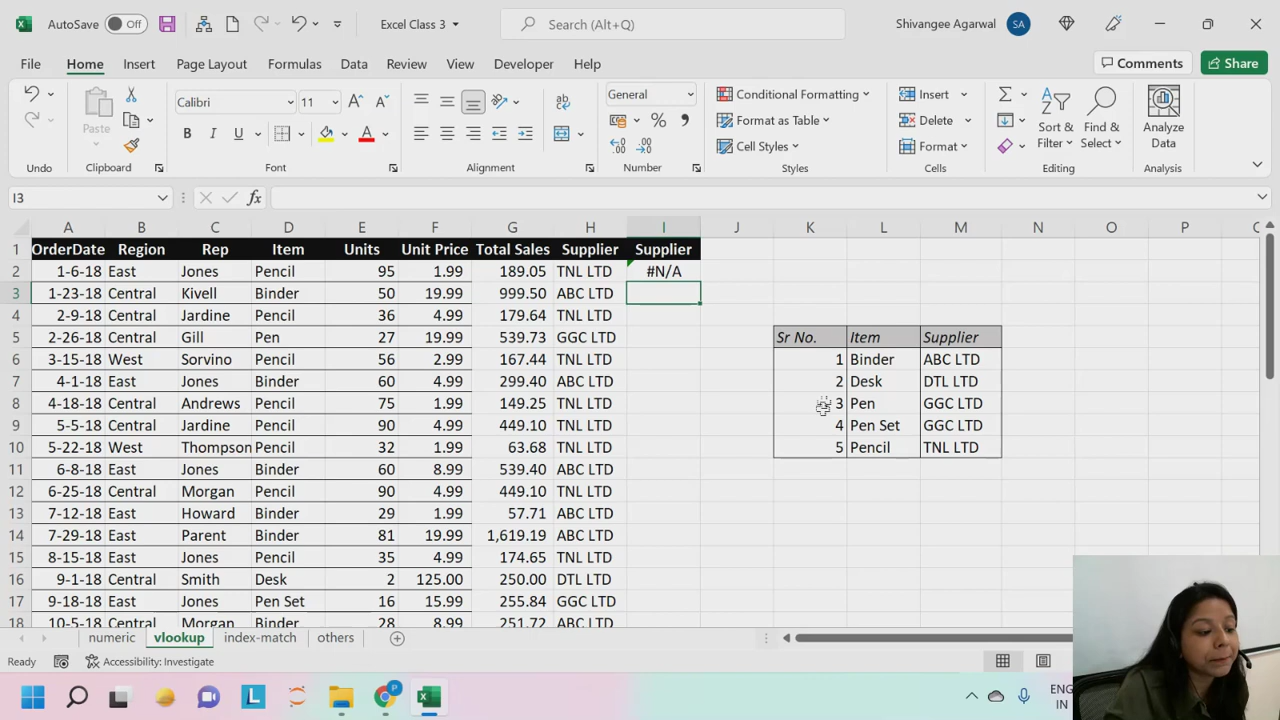 AutoSave Off Excel Class 3 Search (Alt+Q) Shivangee Agarwal SA
File Home Insert Page Layout Formulas Data Review View Developer Help Comments Share
Undo Paste Clipboard
Calibri 11 Font
Alignment
General Number
Conditional Formatting
Format as Table
Cell Styles
Styles
Insert
Delete
Format
Cells
Sort & Filter Find & Select
Editing
Analyze Data
Analysis
I3 fx
A B C D E F G H I J K L M N O P
1 OrderDate Region Rep Item Units Unit Price Total Sales Supplier Supplier
2 1-6-18 East Jones Pencil 95 1.99 189.05 TNL LTD #N/A
3 1-23-18 Central Kivell Binder 50 19.99 999.50 ABC LTD
4 2-9-18 Central Jardine Pencil 36 4.99 179.64 TNL LTD
5 2-26-18 Central Gill Pen 27 19.99 539.73 GGC LTD Sr No. Item Supplier
6 3-15-18 West Sorvino Pencil 56 2.99 167.44 TNL LTD 1 Binder ABC LTD
7 4-1-18 East Jones Binder 60 4.99 299.40 ABC LTD 2 Desk DTL LTD
8 4-18-18 Central Andrews Pencil 75 1.99 149.25 TNL LTD 3 Pen GGC LTD
9 5-5-18 Central Jardine Pencil 90 4.99 449.10 TNL LTD 4 Pen Set GGC LTD
10 5-22-18 West Thompson Pencil 32 1.99 63.68 TNL LTD 5 Pencil TNL LTD
11 6-8-18 East Jones Binder 60 8.99 539.40 ABC LTD
12 6-25-18 Central Morgan Pencil 90 4.99 449.10 TNL LTD
13 7-12-18 East Howard Binder 29 1.99 57.71 ABC LTD
14 7-29-18 East Parent Binder 81 19.99 1,619.19 ABC LTD
15 8-15-18 East Jones Pencil 35 4.99 174.65 TNL LTD
16 9-1-18 Central Smith Desk 2 125.00 250.00 DTL LTD
17 9-18-18 East Jones Pen Set 16 15.99 255.84 GGC LTD
18 10-5-18 Central Morgan Binder 28 8.99 251.72 ABC LTD
numeric vlookup index-match others
Ready Accessibility: Investigate
ENG
IN